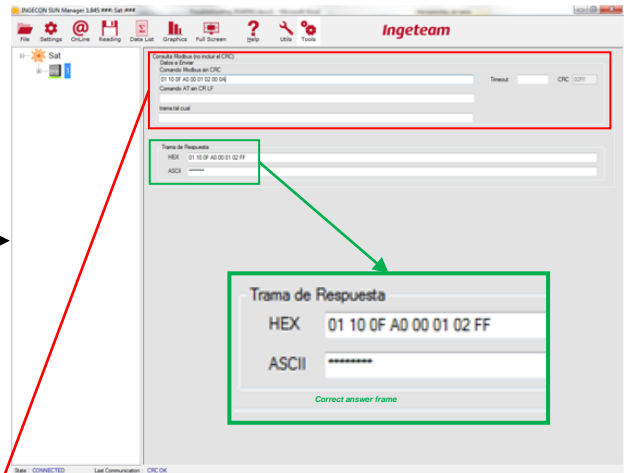 INGECON SUN Manager 3.845 ###: Sat :###
File Settings OnLine Reading Data List Graphics Full Screen Help Utils Tools
Ingeteam
Sat
1
Consulta Modbus (no incluir el CRC)
Datos a Enviar
Comando Modbus sin CRC
01 10 0F A0 00 01 02 00 0A
Timeout
CRC 02FF
Comando AT sin CR LF
trama tal cual
Trama de Respuesta
HEX 01 10 0F A0 00 01 02 FF
ASCII ********
Trama de Respuesta
HEX 01 10 0F A0 00 01 02 FF
ASCII ********
Correct answer frame
State : CONNECTED Last Communication : CRC OK